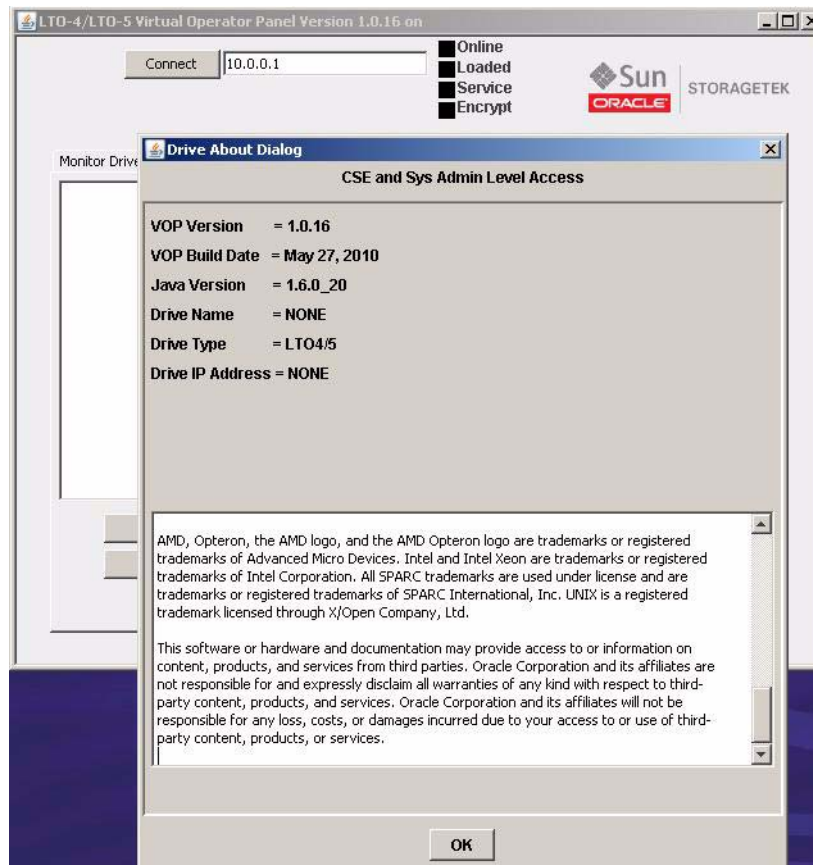 LTO-4/LTO-5 Virtual Operator Panel Version 1.0.16 on
Connect
10.0.0.1
Online
Loaded
Service
Encrypt
Sun
ORACLE
STORAGETEK
Monitor Drive
Drive About Dialog
CSE and Sys Admin Level Access
VOP Version = 1.0.16
VOP Build Date = May 27, 2010
Java Version = 1.6.0_20
Drive Name = NONE
Drive Type = LTO4/5
Drive IP Address = NONE
AMD, Opteron, the AMD logo, and the AMD Opteron logo are trademarks or registered
trademarks of Advanced Micro Devices. Intel and Intel Xeon are trademarks or registered
trademarks of Intel Corporation. All SPARC trademarks are used under license and are
trademarks or registered trademarks of SPARC International, Inc. UNIX is a registered
trademark licensed through X/Open Company, Ltd.
This software or hardware and documentation may provide access to or information on
content, products, and services from third parties. Oracle Corporation and its affiliates are
not responsible for and expressly disclaim all warranties of any kind with respect to third-
party content, products, and services. Oracle Corporation and its affiliates will not be
responsible for any loss, costs, or damages incurred due to your access to or use of third-
party content, products, or services.
OK